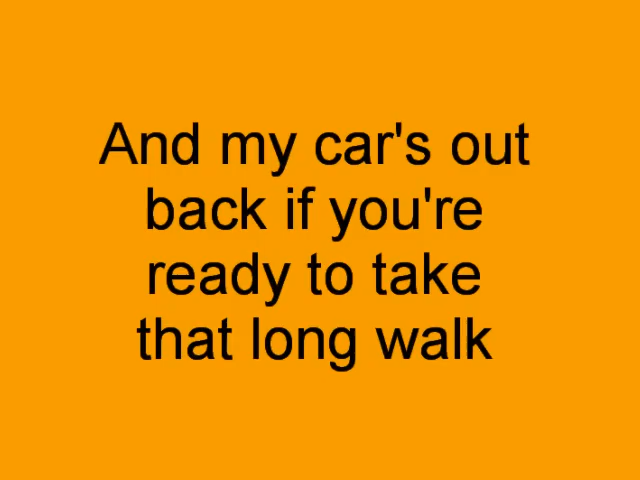 And my car's out
back if you're
ready to take
that long walk